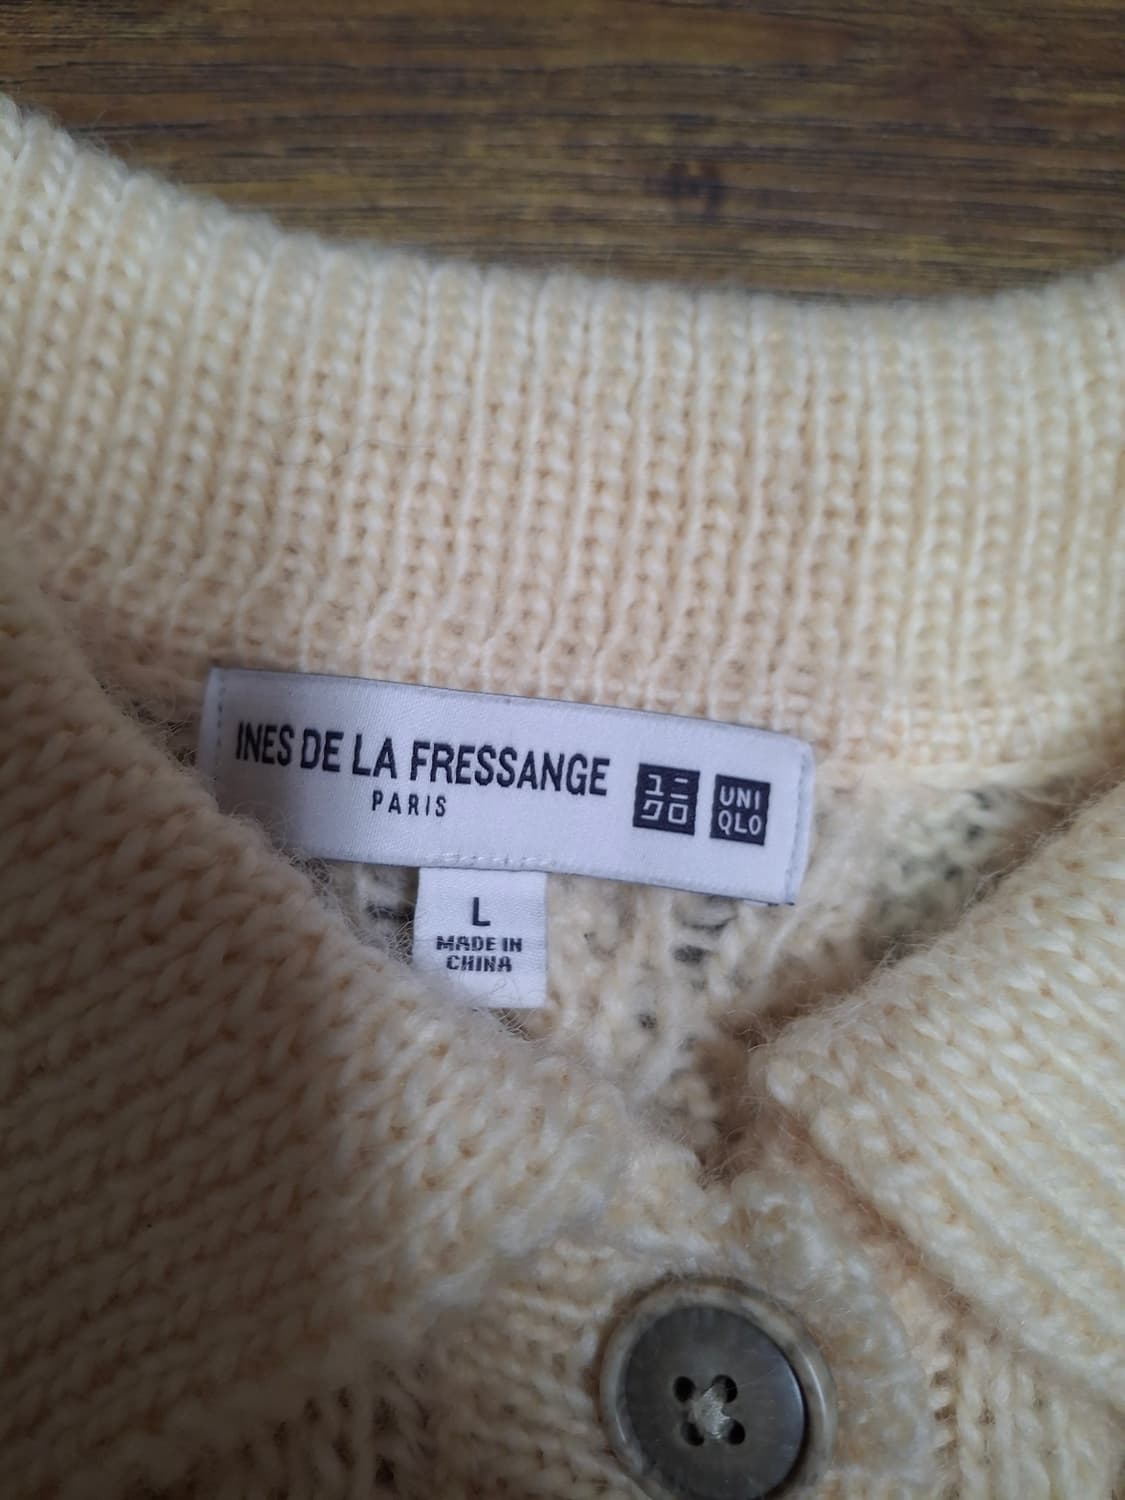 INES DE LA FRESSANGE
PARIS
ユニ
クロ
UNI
QLO
L
MADE IN
CHINA